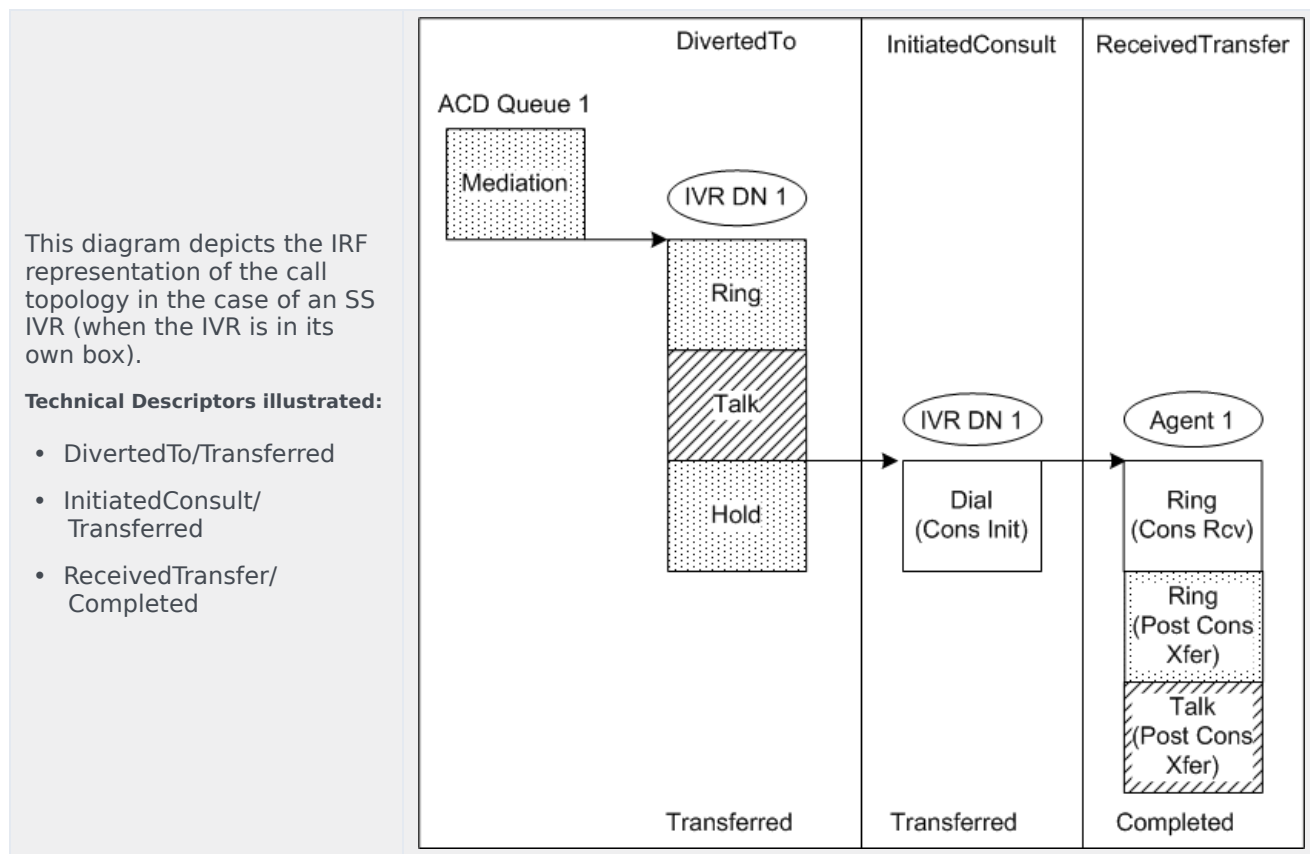 This diagram depicts the IRF
representation of the call
topology in the case of an SS
IVR (when the IVR is in its
own box).
Technical Descriptors illustrated:
• DivertedTo/Transferred
• InitiatedConsult/
Transferred
• ReceivedTransfer/
Completed
DivertedTo
InitiatedConsult
ReceivedTransfer
ACD Queue 1
Mediation
IVR DN 1
Ring
Talk
Hold
IVR DN 1
Dial
(Cons Init)
Agent 1
Ring
(Cons Rcv)
Ring
(Post Cons
Xfer)
Talk
(Post Cons
Xfer)
Transferred
Transferred
Completed